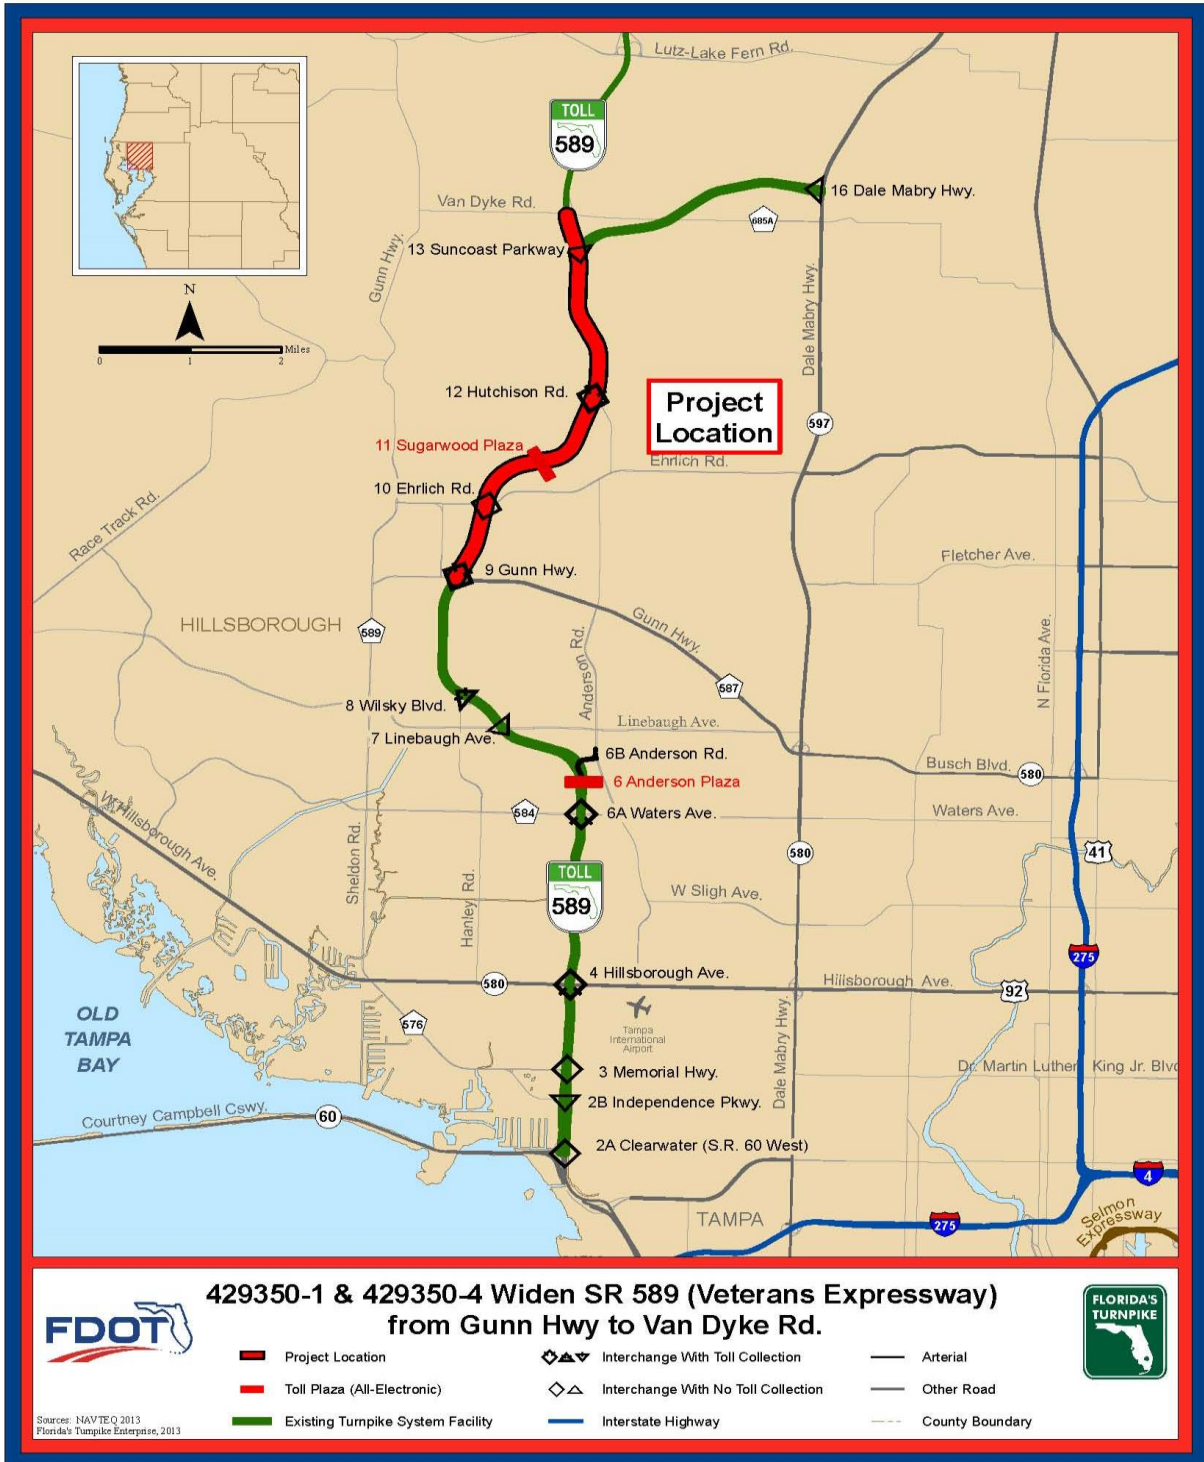 Lutz-Lake Fern Rd.
TOLL
589
Van Dyke Rd.
16 Dale Mabry Hwy.
685A
13 Suncoast Parkway
Gunn Hwy.
N
0 1 2 Miles
Dale Mabry Hwy.
12 Hutchison Rd.
Project
Location
597
11 Sugarwood Plaza
Ehrlich Rd.
10 Ehrlich Rd.
Race Track Rd.
Fletcher Ave.
9 Gunn Hwy.
HILLSBOROUGH
589
Gunn Hwy.
Anderson Rd.
N Florida Ave.
587
8 Wilsky Blvd.
Linebaugh Ave.
7 Linebaugh Ave.
6B Anderson Rd.
Busch Blvd.
580
6 Anderson Plaza
584
6A Waters Ave.
Waters Ave.
W Hillsborough Ave.
580
41
Sheldon Rd.
TOLL
589
Hanley Rd.
W Sligh Ave.
275
4 Hillsborough Ave.
580
Hillsborough Ave.
92
OLD
TAMPA
BAY
576
Tampa
International
Airport
Dale Mabry Hwy.
3 Memorial Hwy.
Dr. Martin Luther King Jr. Blvd
2B Independence Pkwy.
Courtney Campbell Cswy.
60
2A Clearwater (S.R. 60 West)
4
TAMPA
275
Selmon
Expressway
429350-1 & 429350-4 Widen SR 589 (Veterans Expressway)
from Gunn Hwy to Van Dyke Rd.
FDOT
FLORIDA'S
TURNPIKE
Project Location
Interchange With Toll Collection
Arterial
Toll Plaza (All-Electronic)
Interchange With No Toll Collection
Other Road
Existing Turnpike System Facility
Interstate Highway
County Boundary
Sources: NAVTEQ 2013
Florida's Turnpike Enterprise, 2013